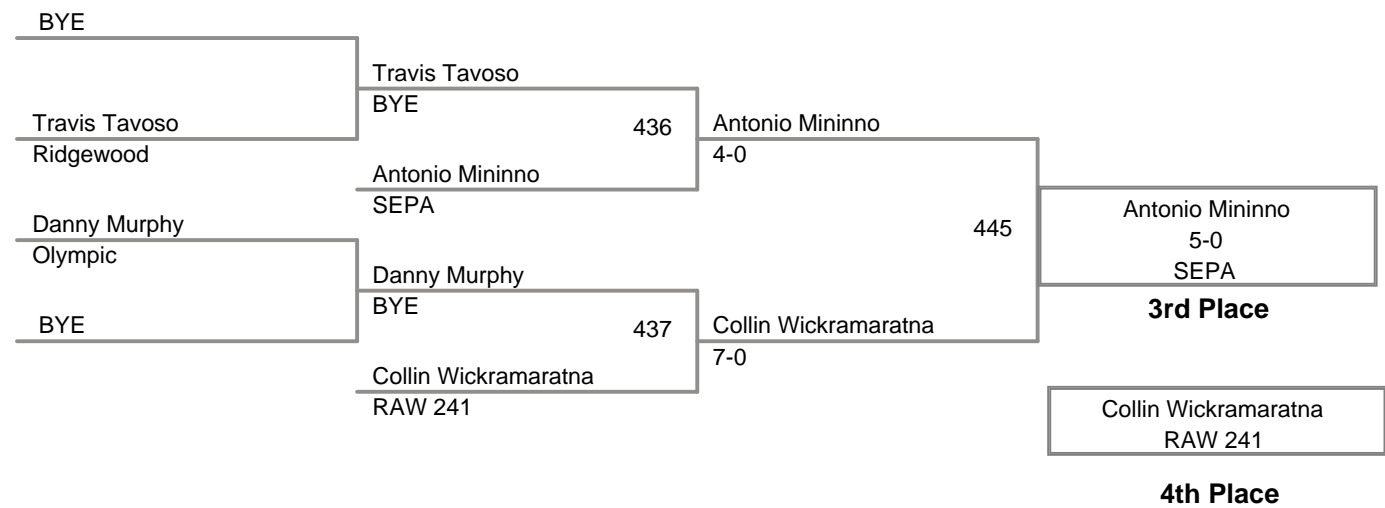 BYE
Travis Tavoso
BYE
Travis Tavoso
436
Antonio Mininno
Ridgewood
4-0
Antonio Mininno
SEPA
Antonio Mininno
Danny Murphy
445
5-0
Olympic
SEPA
Danny Murphy
BYE
3rd Place
BYE
437
Collin Wickramaratna
7-0
Collin Wickramaratna
RAW 241
Collin Wickramaratna
RAW 241
4th Place